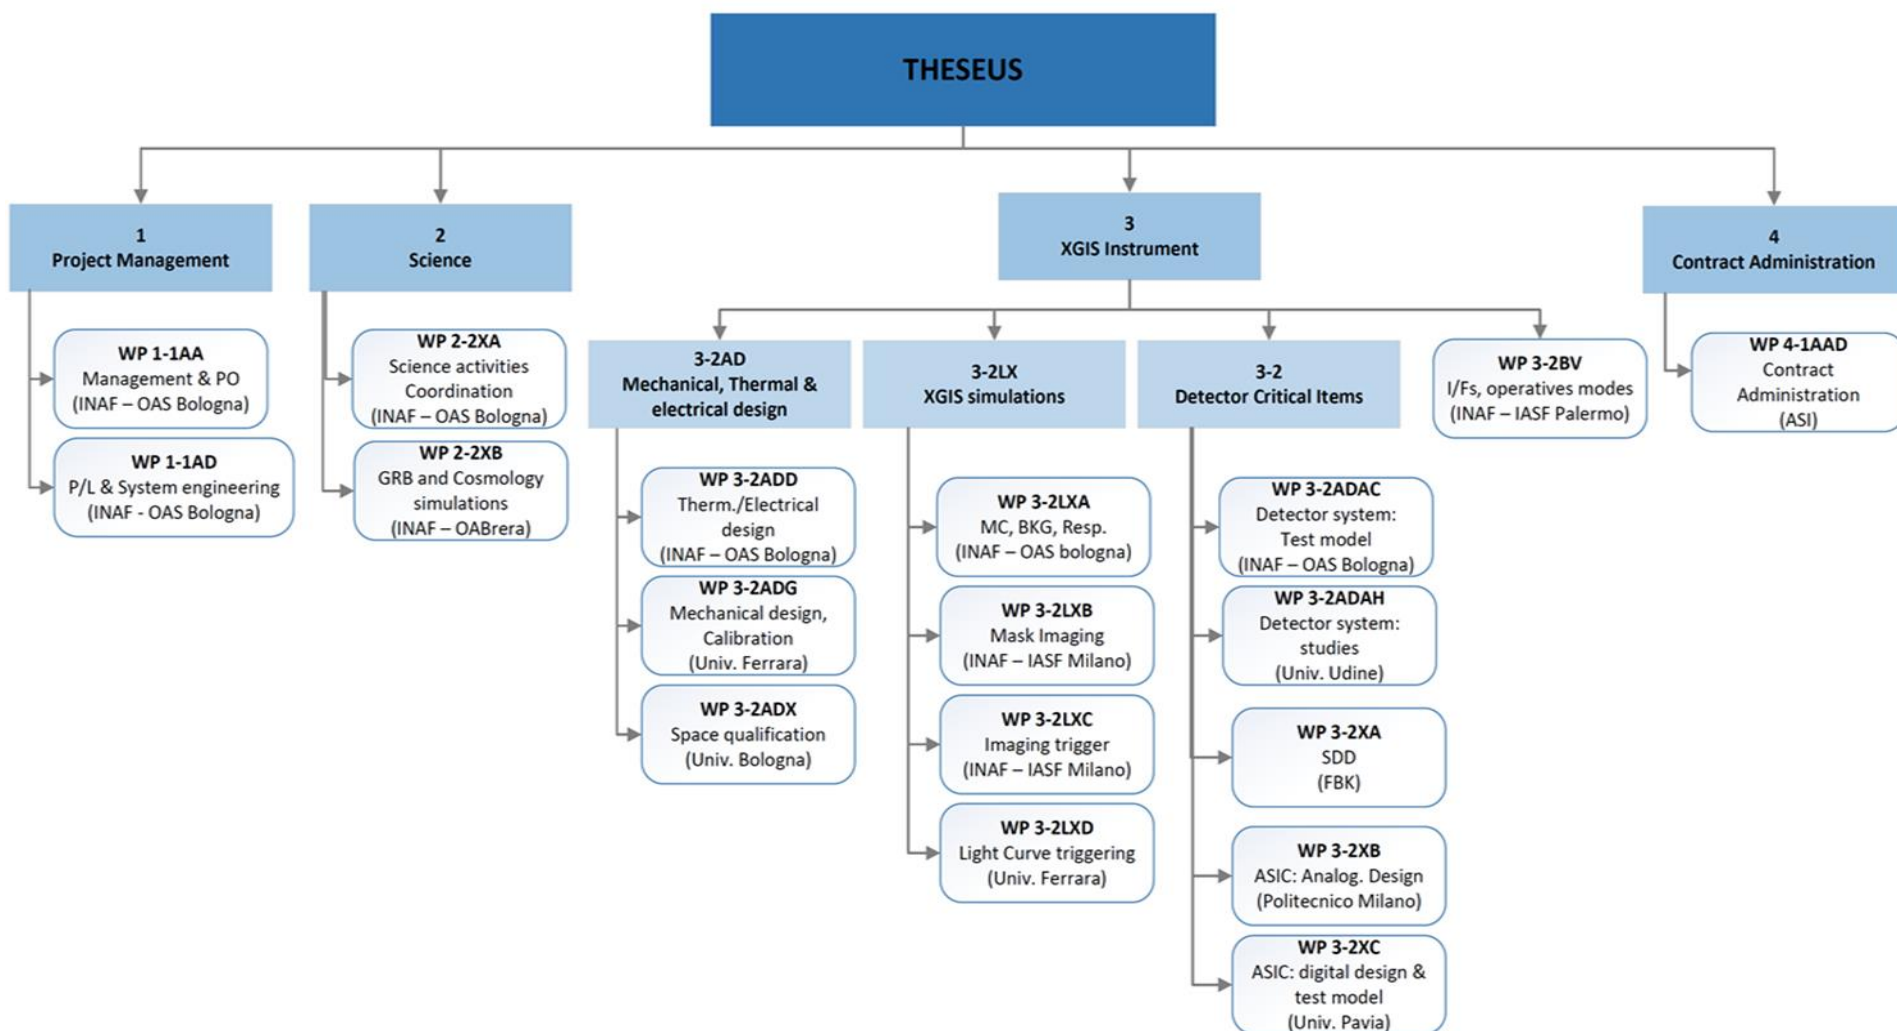 THESEUS
1
Project Management
2
Science
3
XGIS Instrument
4
Contract Administration
WP 1-1AA
Management & PO
(INAF – OAS Bologna)
WP 1-1AD
P/L & System engineering
(INAF - OAS Bologna)
WP 2-2XA
Science activities
Coordination
(INAF – OAS Bologna)
WP 2-2XB
GRB and Cosmology
simulations
(INAF – OABrera)
3-2AD
Mechanical, Thermal &
electrical design
WP 3-2ADD
Therm./Electrical
design
(INAF – OAS Bologna)
WP 3-2ADG
Mechanical design,
Calibration
(Univ. Ferrara)
WP 3-2ADX
Space qualification
(Univ. Bologna)
3-2LX
XGIS simulations
WP 3-2LXA
MC, BKG, Resp.
(INAF – OAS bologna)
WP 3-2LXB
Mask Imaging
(INAF – IASF Milano)
WP 3-2LXC
Imaging trigger
(INAF – IASF Milano)
WP 3-2LXD
Light Curve triggering
(Univ. Ferrara)
3-2
Detector Critical Items
WP 3-2ADAC
Detector system:
Test model
(INAF – OAS Bologna)
WP 3-2ADAH
Detector system:
studies
(Univ. Udine)
WP 3-2XA
SDD
(FBK)
WP 3-2XB
ASIC: Analog. Design
(Politecnico Milano)
WP 3-2XC
ASIC: digital design &
test model
(Univ. Pavia)
WP 3-2BV
I/Fs, operatives modes
(INAF – IASF Palermo)
WP 4-1AAD
Contract
Administration
(ASI)